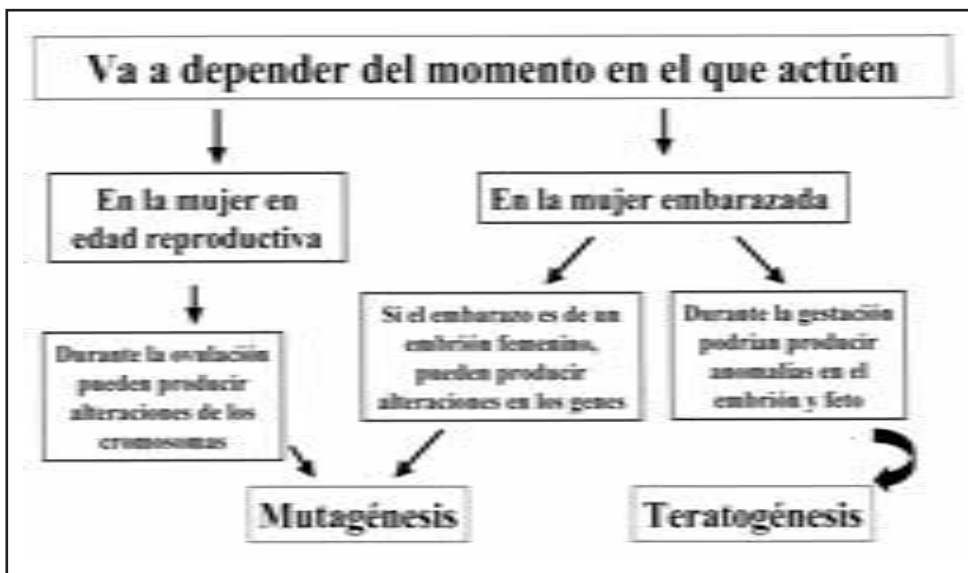 Va a depender del momento en el que actúen
En la mujer en
edad reproductiva
En la mujer embarazada
Durante la ovulación
pueden producir
alteraciones de los
cromosomas
Si el embarazo es de un
embrión femenino,
pueden producir
alteraciones en los genes
Durante la gestación
podrían producir
anomalías en el
embrión y feto
Mutagénesis
Teratogénesis